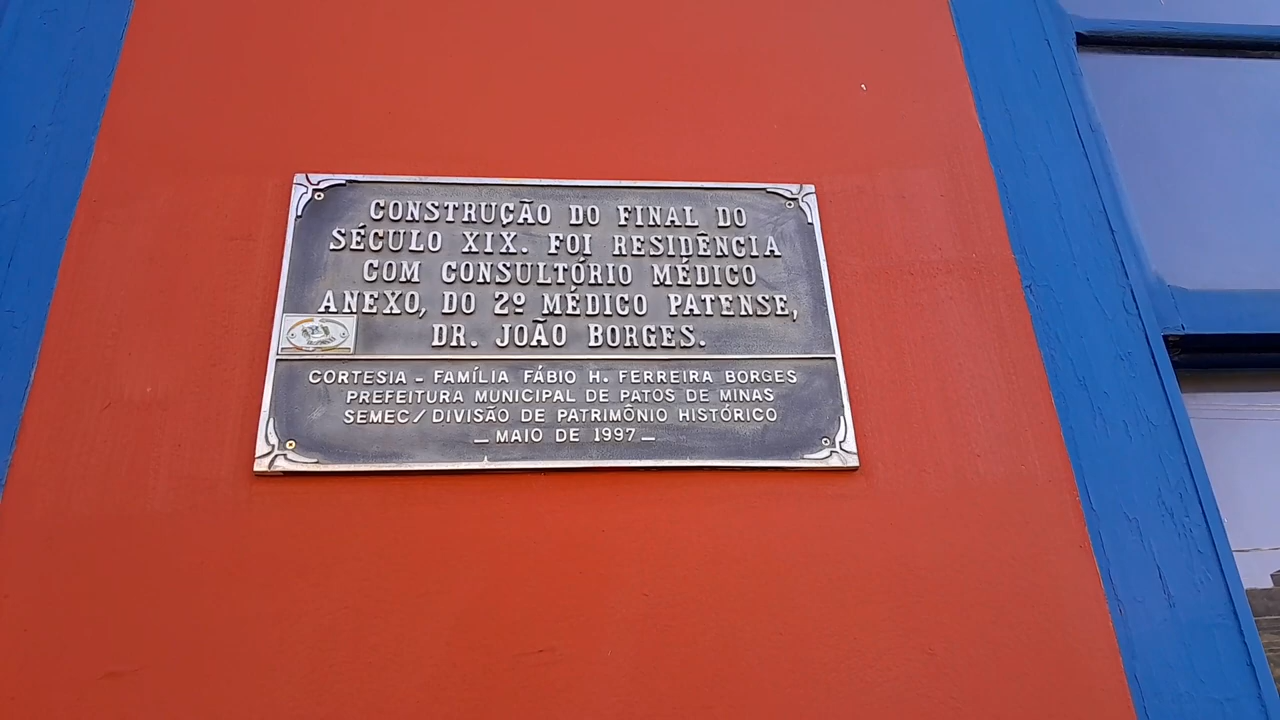 CONSTRUÇÃO DO FINAL DO
SÉCULO XIX. FOI RESIDÊNCIA
COM CONSULTÓRIO MÉDICO
ANEXO, DO 2º MÉDICO PATENSE,
DR. JOÃO BORGES.
CORTESIA - FAMÍLIA FÁBIO H. FERREIRA BORGES
PREFEITURA MUNICIPAL DE PATOS DE MINAS
SEMEC/DIVISÃO DE PATRIMÔNIO HISTÓRICO
- MAIO DE 1997 -